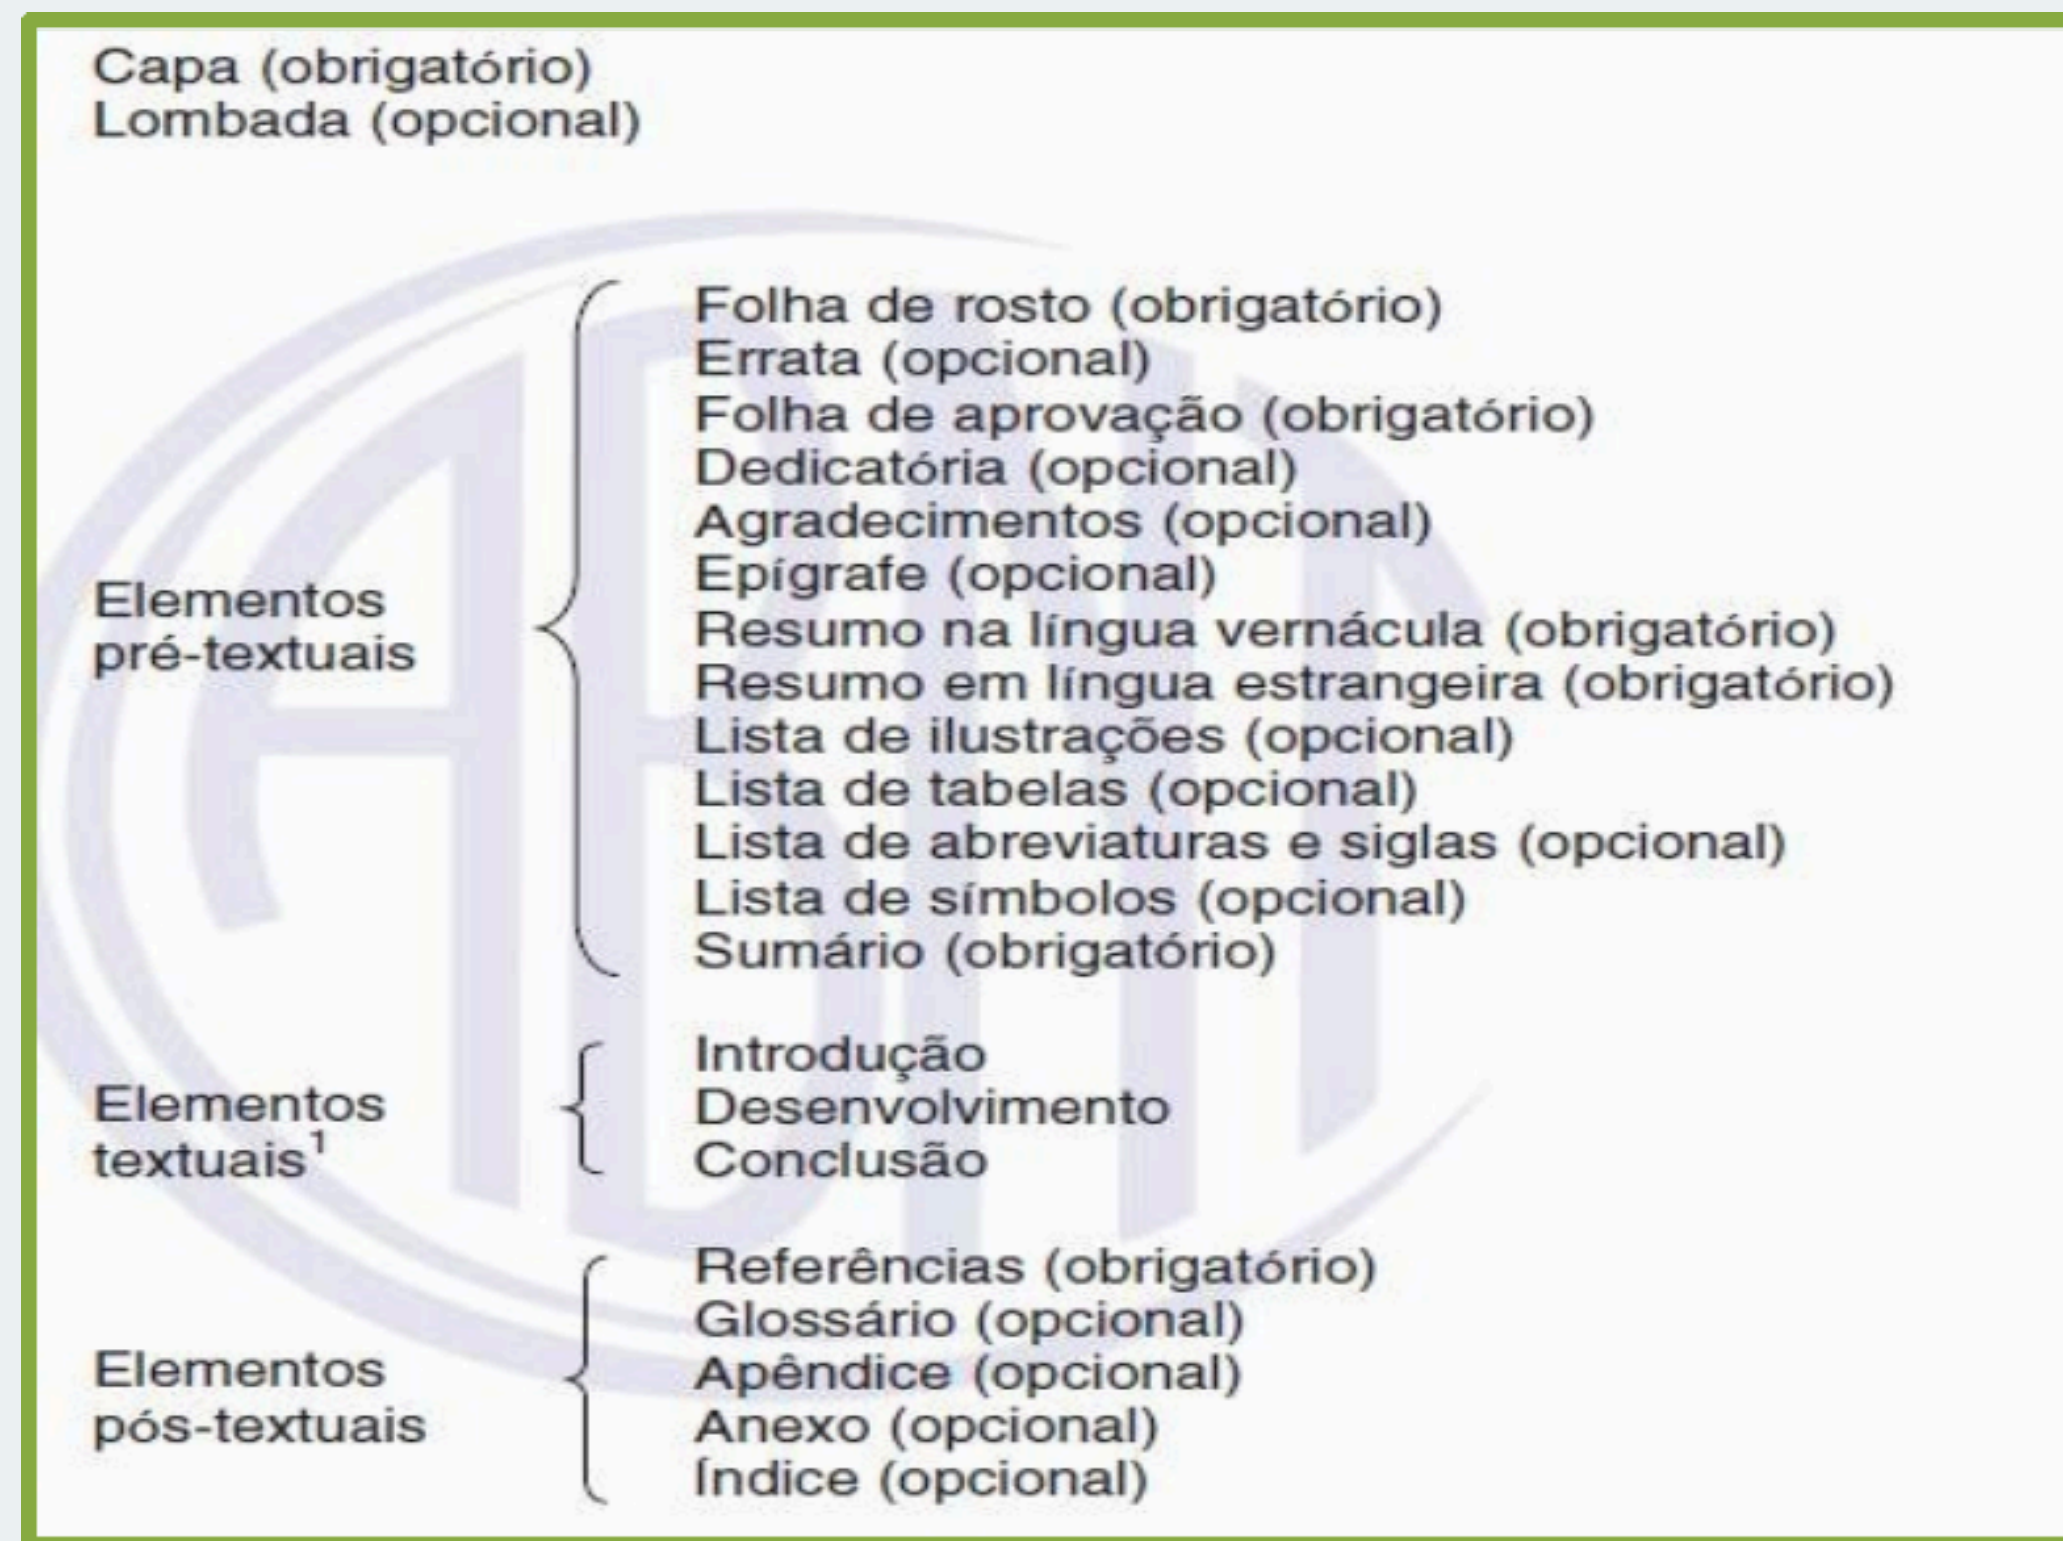 Capa (obrigatório)
Lombada (opcional)
Elementos
pré-textuais
Folha de rosto (obrigatório)
Errata (opcional)
Folha de aprovação (obrigatório)
Dedicatória (opcional)
Agradecimentos (opcional)
Epígrafe (opcional)
Resumo na língua vernácula (obrigatório)
Resumo em língua estrangeira (obrigatório)
Lista de ilustrações (opcional)
Lista de tabelas (opcional)
Lista de abreviaturas e siglas (opcional)
Lista de símbolos (opcional)
Sumário (obrigatório)
Elementos
textuais¹
Introdução
Desenvolvimento
Conclusão
Elementos
pós-textuais
Referências (obrigatório)
Glossário (opcional)
Apêndice (opcional)
Anexo (opcional)
Índice (opcional)
ABNT